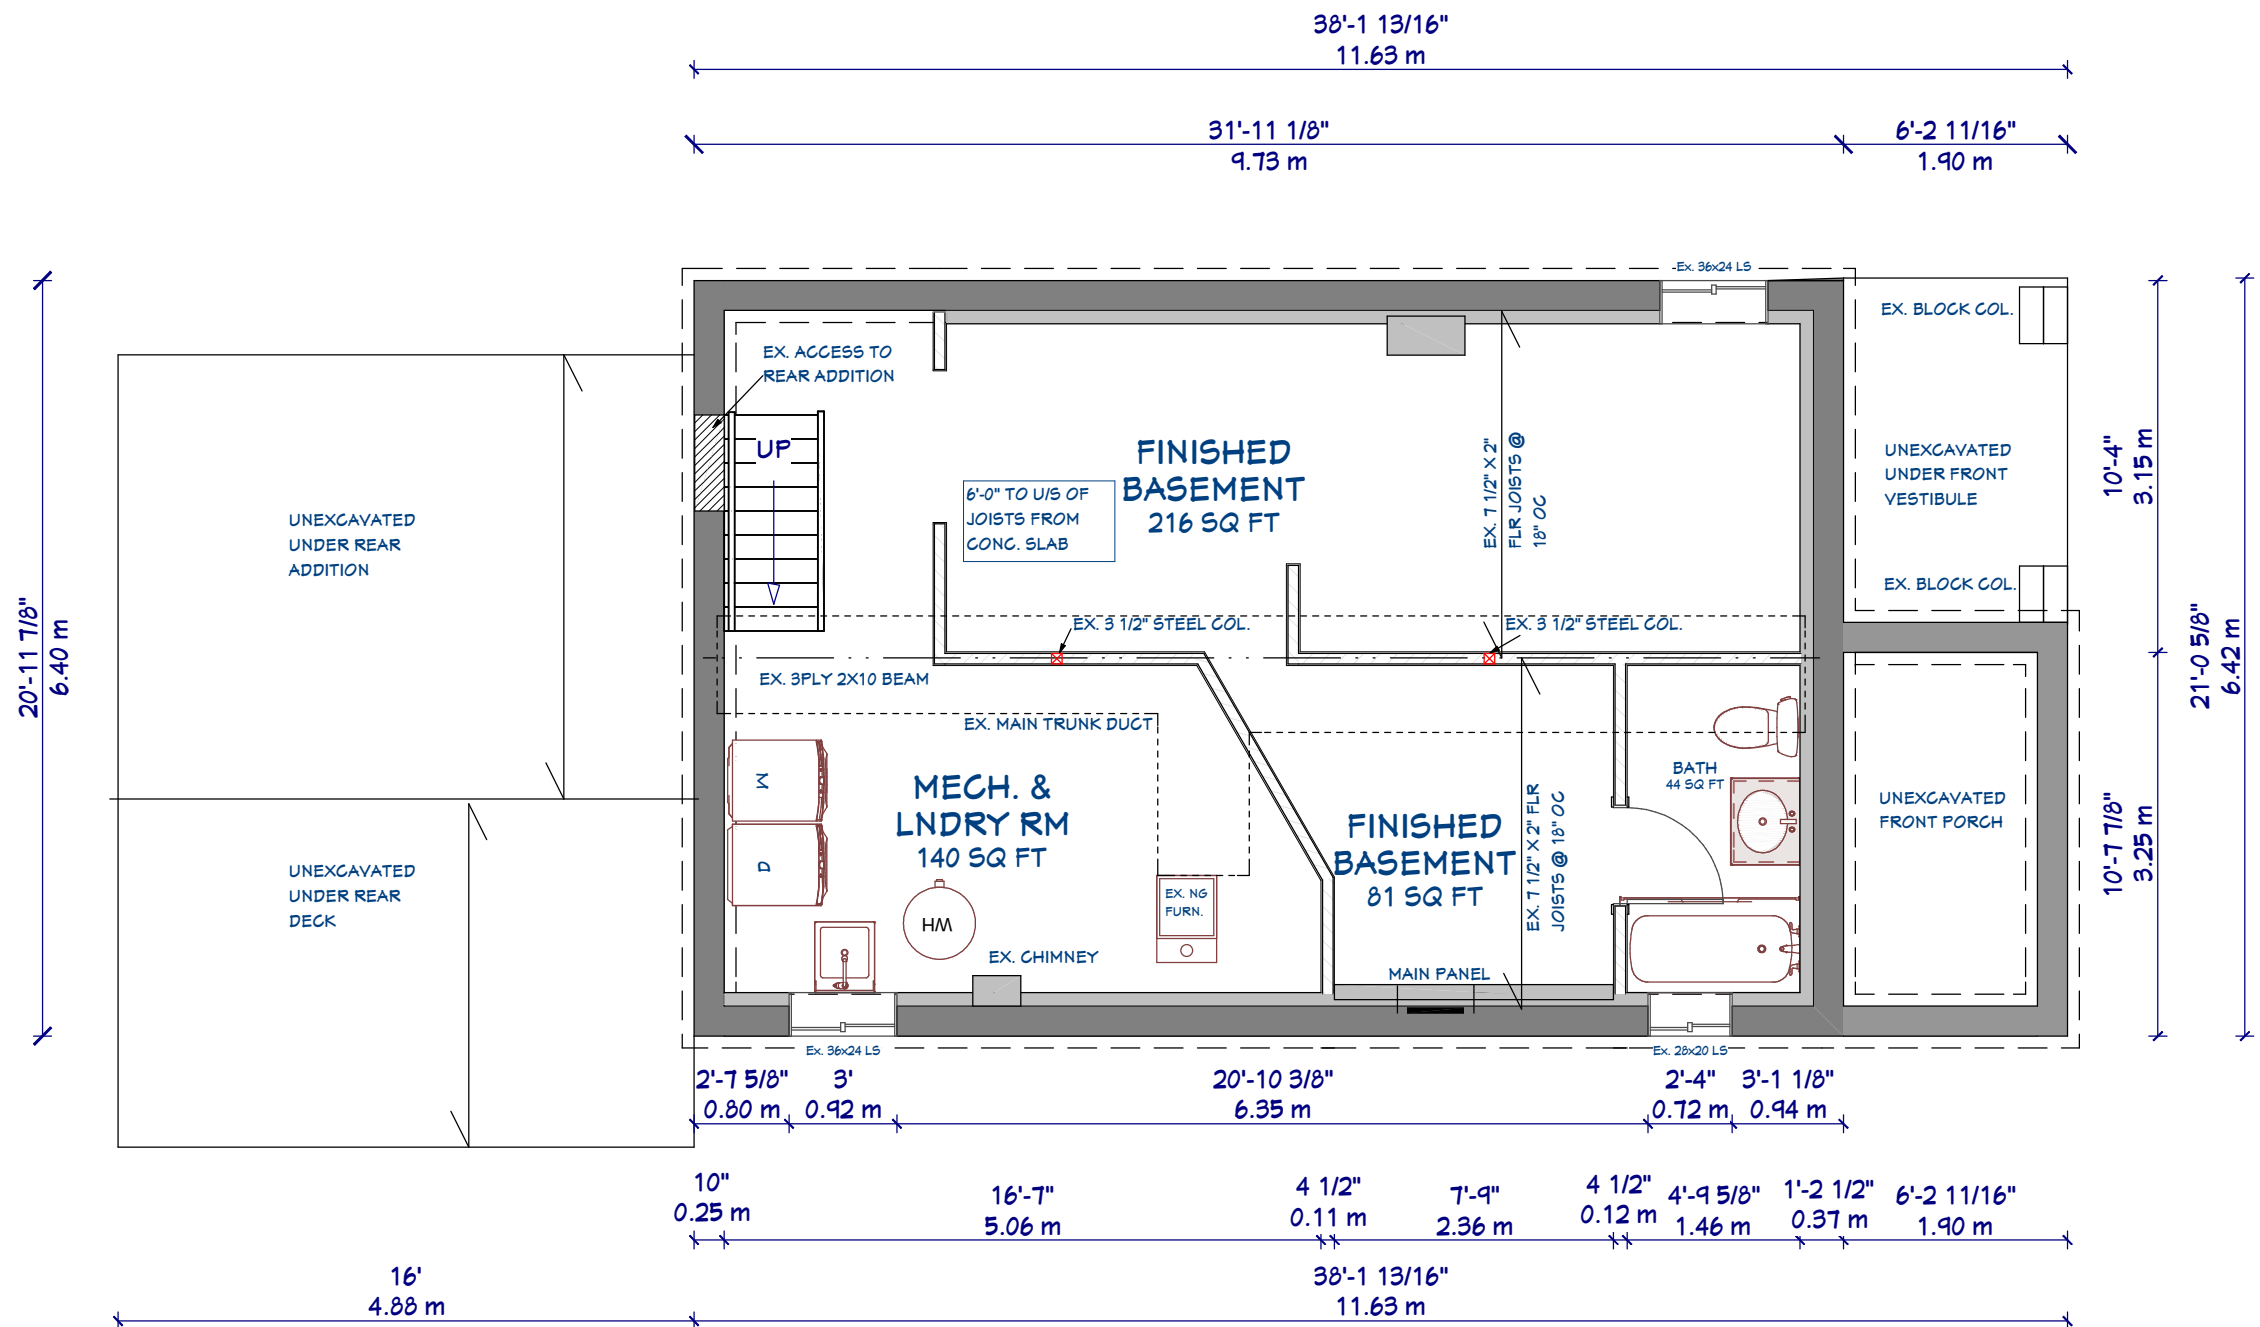 38'-1 13/16"
11.63 m
31'-11 1/8"
9.73 m
6'-2 11/16"
1.90 m
Ex. 36x24 LS
EX. BLOCK COL.
EX. ACCESS TO
REAR ADDITION
UP
FINISHED
BASEMENT
216 SQ FT
6'-0" TO U/S OF
JOISTS FROM
CONC. SLAB
EX. 7 1/2" X 2"
FLR JOISTS @
18" OC
UNEXCAVATED
UNDER FRONT
VESTIBULE
10'-4"
3.15 m
UNEXCAVATED
UNDER REAR
ADDITION
EX. BLOCK COL.
EX. 3 1/2" STEEL COL.
EX. 3 1/2" STEEL COL.
20'-11 7/8"
6.40 m
21'-0 5/8"
6.42 m
EX. 3PLY 2X10 BEAM
EX. MAIN TRUNK DUCT
W
D
MECH. &
LNDRY RM
140 SQ FT
BATH
44 SQ FT
FINISHED
BASEMENT
81 SQ FT
EX. 7 1/2" X 2" FLR
JOISTS @ 18" OC
UNEXCAVATED
FRONT PORCH
10'-7 7/8"
3.25 m
UNEXCAVATED
UNDER REAR
DECK
EX. NG
FURN.
WH
EX. CHIMNEY
MAIN PANEL
Ex. 36x24 LS
Ex. 28x20 LS
2'-7 5/8"
0.80 m
3'
0.92 m
20'-10 3/8"
6.35 m
2'-4"
0.72 m
3'-1 1/8"
0.94 m
10"
0.25 m
16'-7"
5.06 m
4 1/2"
0.11 m
7'-9"
2.36 m
4 1/2"
0.12 m
4'-9 5/8"
1.46 m
1'-2 1/2"
0.37 m
6'-2 11/16"
1.90 m
16'
4.88 m
38'-1 13/16"
11.63 m